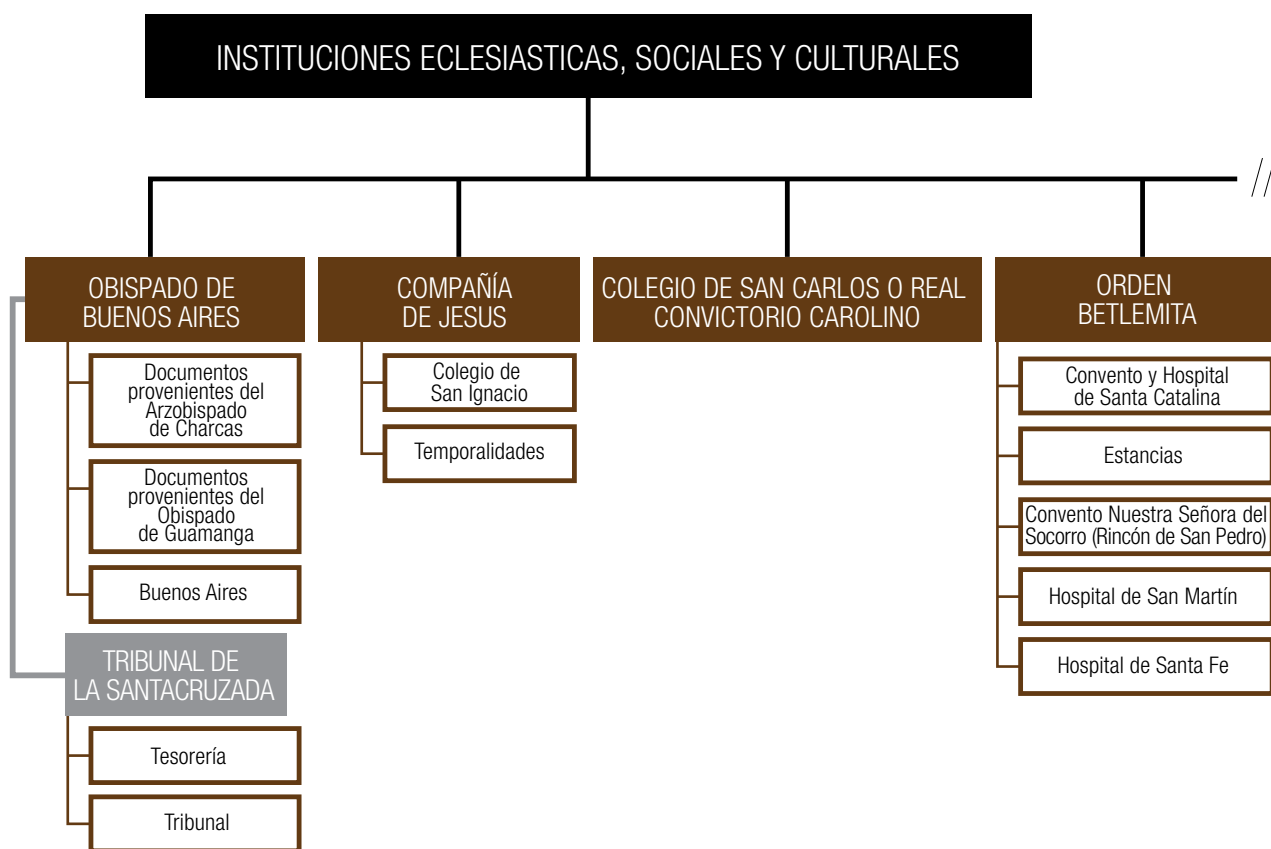 INSTITUCIONES ECLESIASTICAS, SOCIALES Y CULTURALES
//
OBISPADO DE
BUENOS AIRES
Documentos
provenientes del
Arzobispado
de Charcas
Documentos
provenientes del
Obispado
de Guamanga
Buenos Aires
TRIBUNAL DE
LA SANTACRUZADA
Tesorería
Tribunal
COMPAÑÍA
DE JESUS
Colegio de
San Ignacio
Temporalidades
COLEGIO DE SAN CARLOS O REAL
CONVICTORIO CAROLINO
ORDEN
BETLEMITA
Convento y Hospital
de Santa Catalina
Estancias
Convento Nuestra Señora del
Socorro (Rincón de San Pedro)
Hospital de San Martín
Hospital de Santa Fe